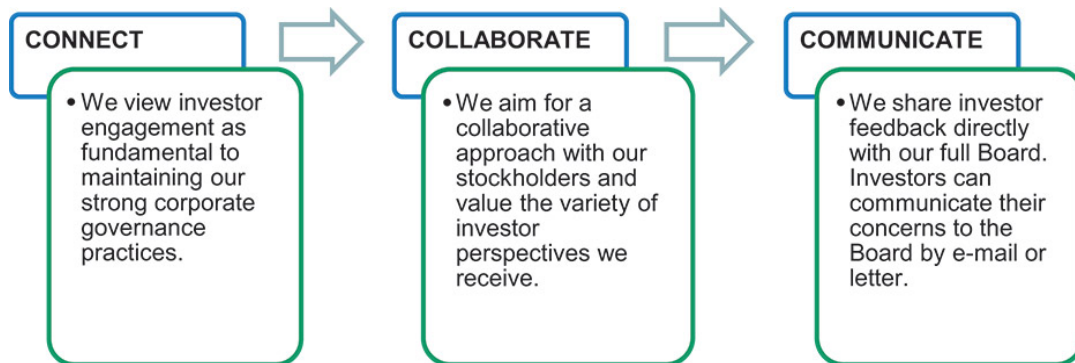 CONNECT
• We view investor
engagement as
fundamental to
maintaining our
strong corporate
governance
practices.
COLLABORATE
• We aim for a
collaborative
approach with our
stockholders and
value the variety of
investor
perspectives we
receive.
COMMUNICATE
• We share investor
feedback directly
with our full Board.
Investors can
communicate their
concerns to the
Board by e-mail or
letter.